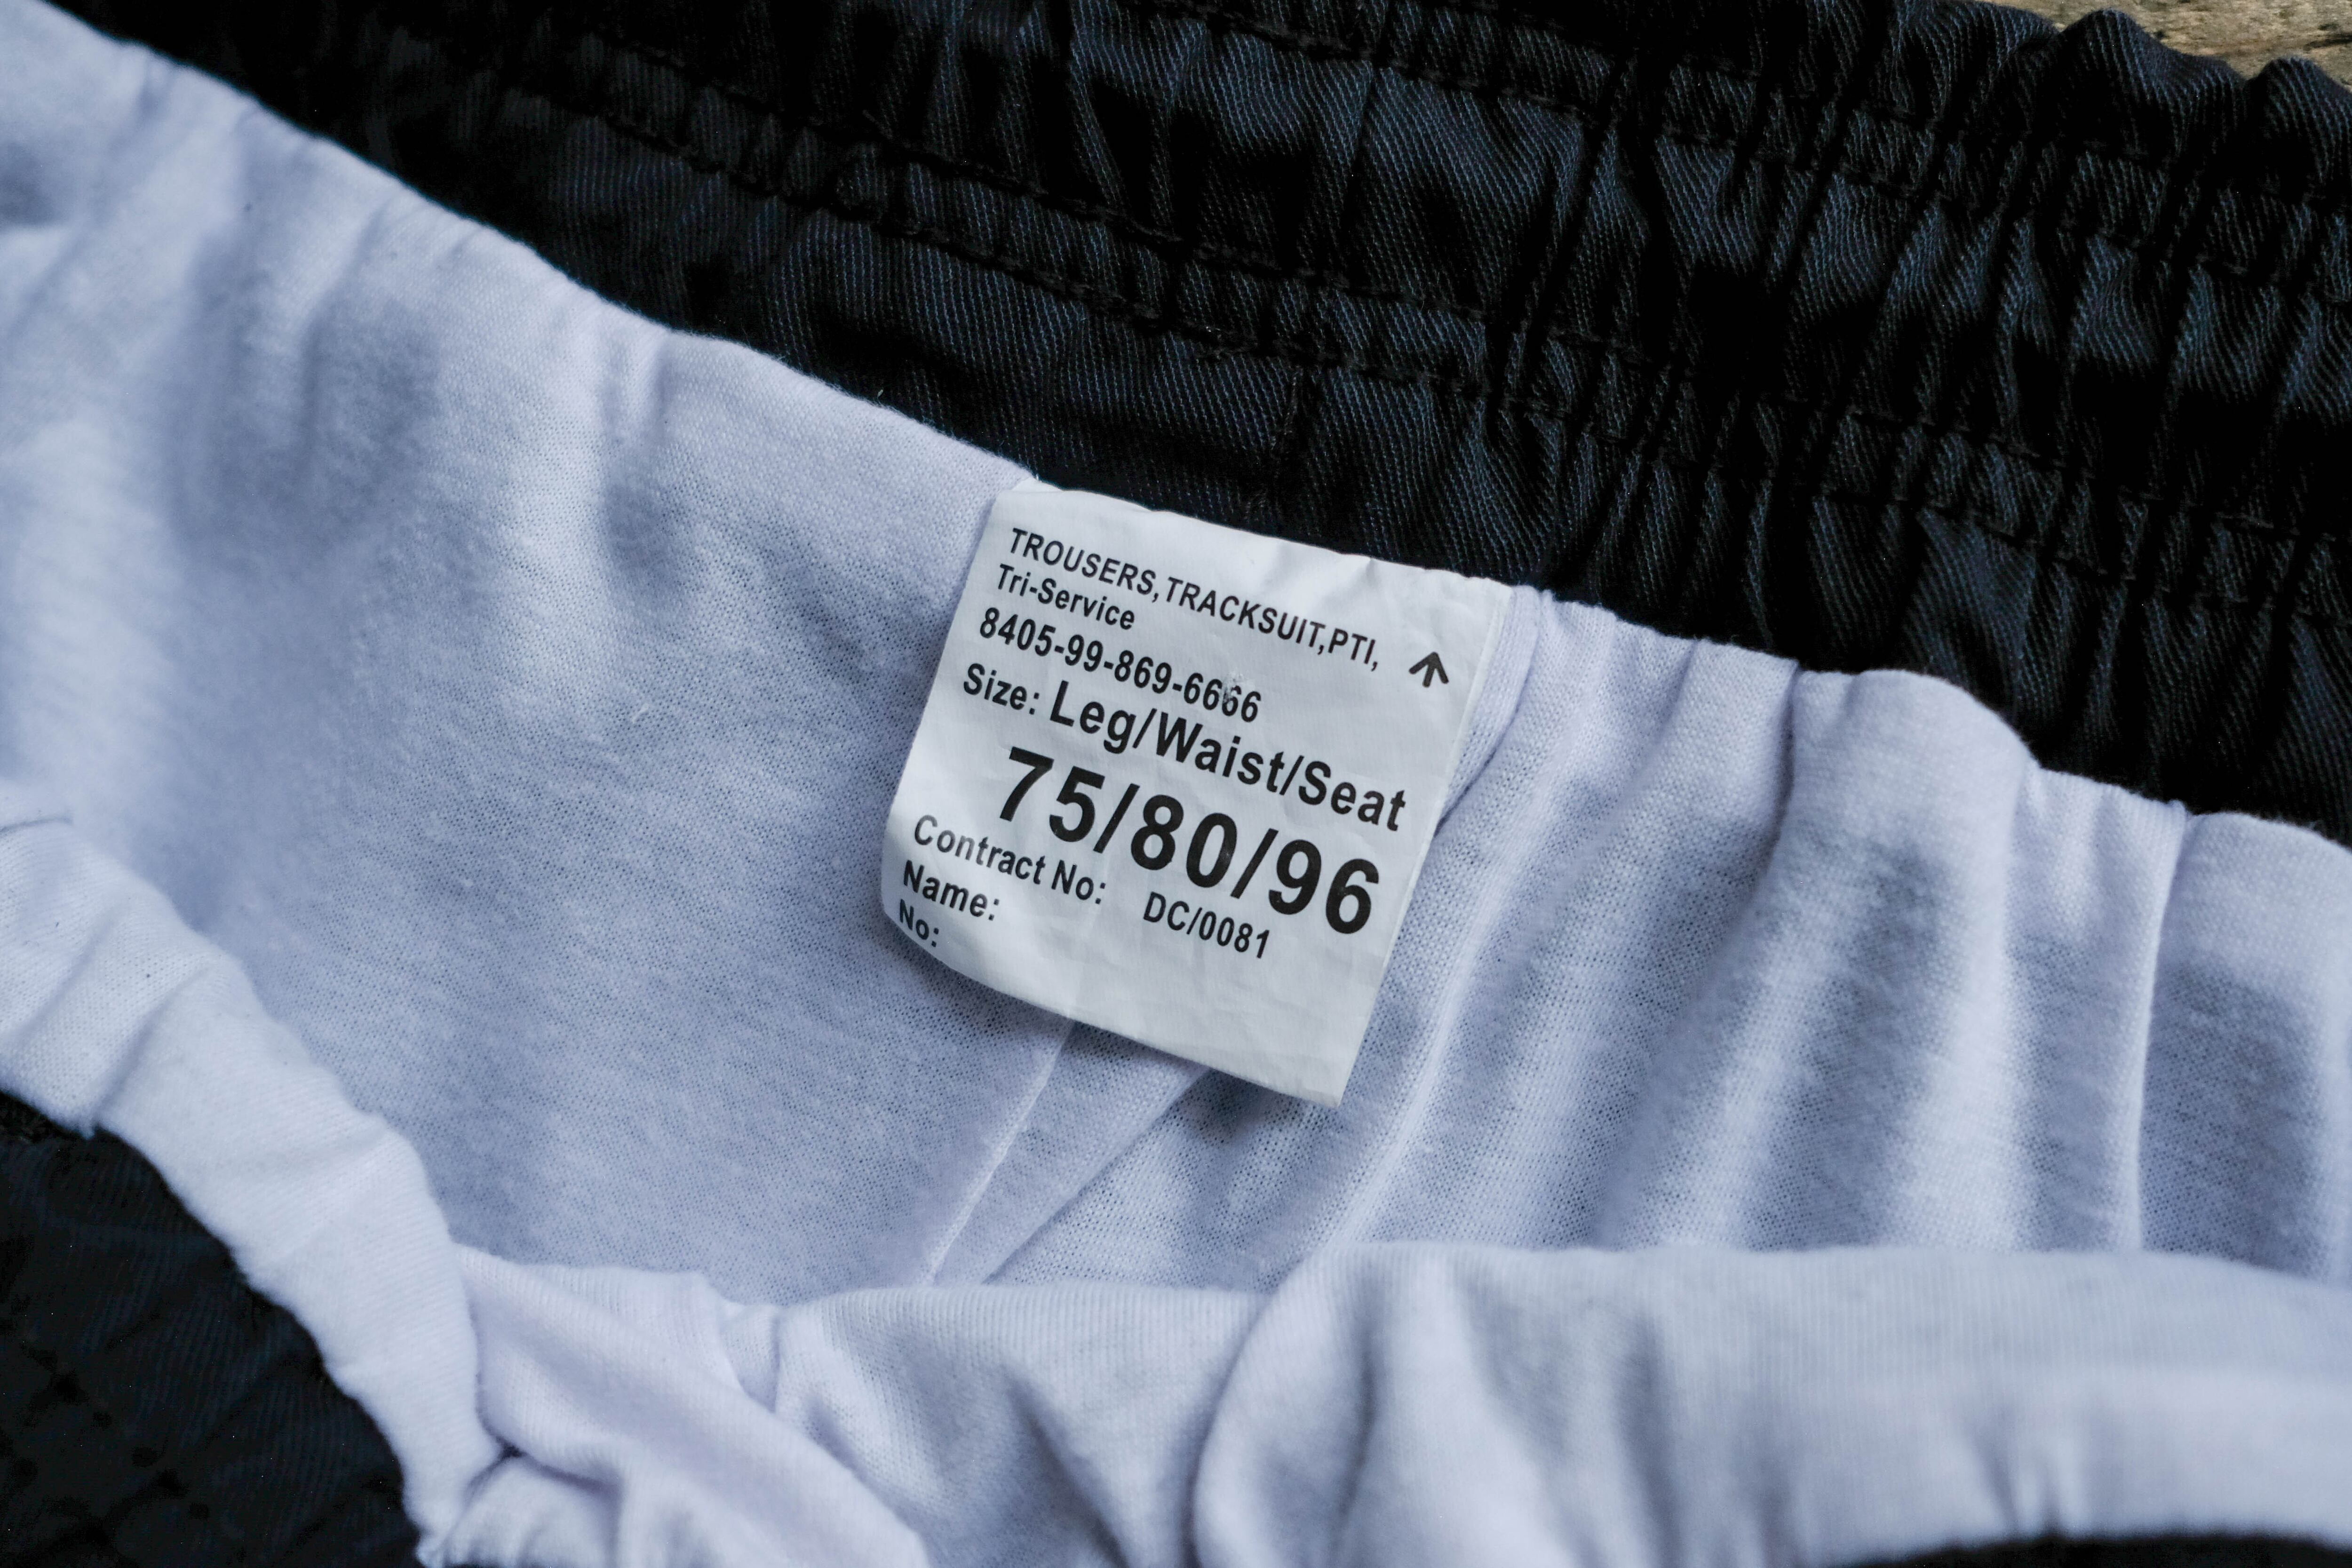 TROUSERS,TRACKSUIT,PTI,
Tri-Service
8405-99-869-6666
Size: Leg/Waist/Seat
75/80/96
Contract No: DC/0081
Name:
No: